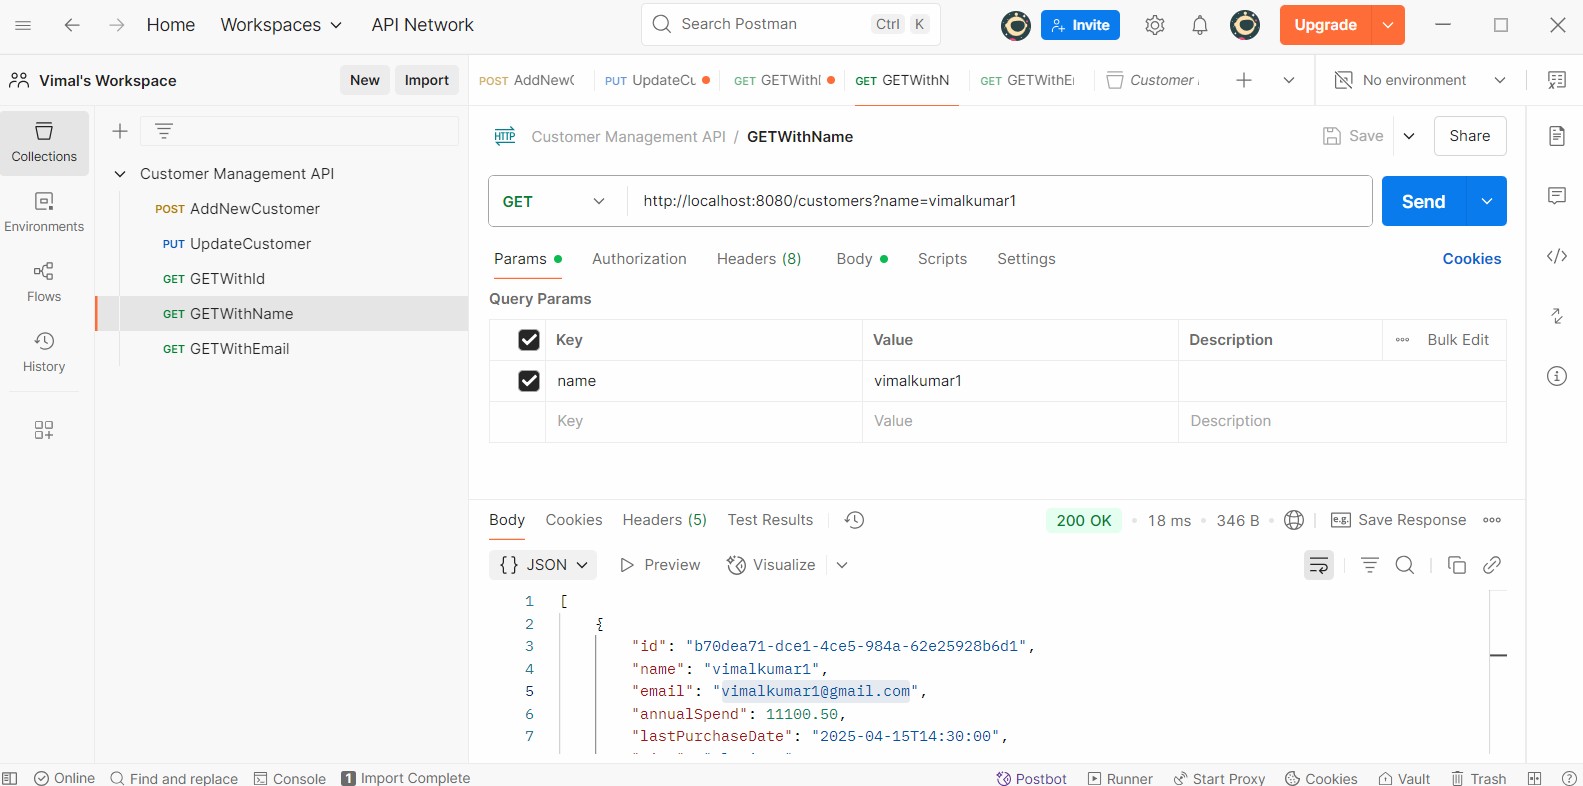 Home Workspaces API Network Search Postman Ctrl K Invite Upgrade
Vimal's Workspace New Import
POST AddNewC PUT UpdateCu GET GETWithI GET GETWithN GET GETWithE Customer No environment
Collections
Environments
Flows
History
Customer Management API
POST AddNewCustomer
PUT UpdateCustomer
GET GETWithId
GET GETWithName
GET GETWithEmail
HTTP Customer Management API / GETWithName Save Share
GET http://localhost:8080/customers?name=vimalkumar1 Send
Params Authorization Headers (8) Body Scripts Settings Cookies
Query Params
Key Value Description Bulk Edit
name vimalkumar1
Key Value Description
Body Cookies Headers (5) Test Results 200 OK 18 ms 346 B e.g. Save Response
{} JSON Preview Visualize
1 [
2 {
3 "id": "b70dea71-dce1-4ce5-984a-62e25928b6d1",
4 "name": "vimalkumar1",
5 "email": "vimalkumar1@gmail.com",
6 "annualSpend": 11100.50,
7 "lastPurchaseDate": "2025-04-15T14:30:00",
Online Find and replace Console 1 Import Complete Postbot Runner Start Proxy Cookies Vault Trash